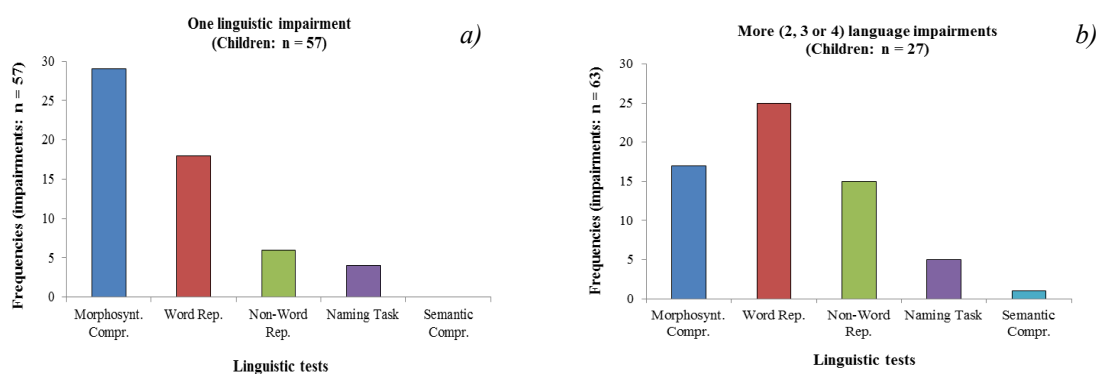 One linguistic impairment
(Children: n = 57)
a)
Frequencies (impairments: n = 57)
30
25
20
15
10
5
0
Morphosynt.
Compr.
Word Rep.
Non-Word
Rep.
Naming Task
Semantic
Compr.
Linguistic tests
More (2, 3 or 4) language impairments
(Children: n = 27)
b)
Frequencies (impairments: n = 63)
30
25
20
15
10
5
0
Morphosynt.
Compr.
Word Rep.
Non-Word
Rep.
Naming Task
Semantic
Compr.
Linguistic tests